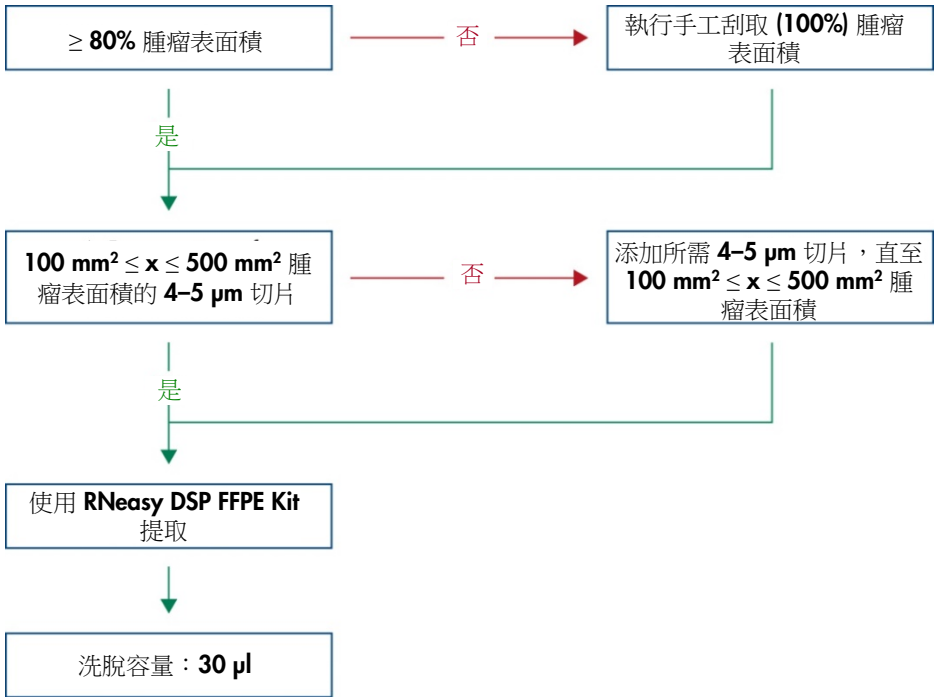 ≥ 80% 腫瘤表面積
否
執行手工刮取 (100%) 腫瘤
表面積
是
100 mm² ≤ x ≤ 500 mm² 腫
瘤表面積的 4–5 µm 切片
否
添加所需 4–5 µm 切片，直至
100 mm² ≤ x ≤ 500 mm² 腫
瘤表面積
是
使用 RNeasy DSP FFPE Kit
提取
洗脫容量：30 µl